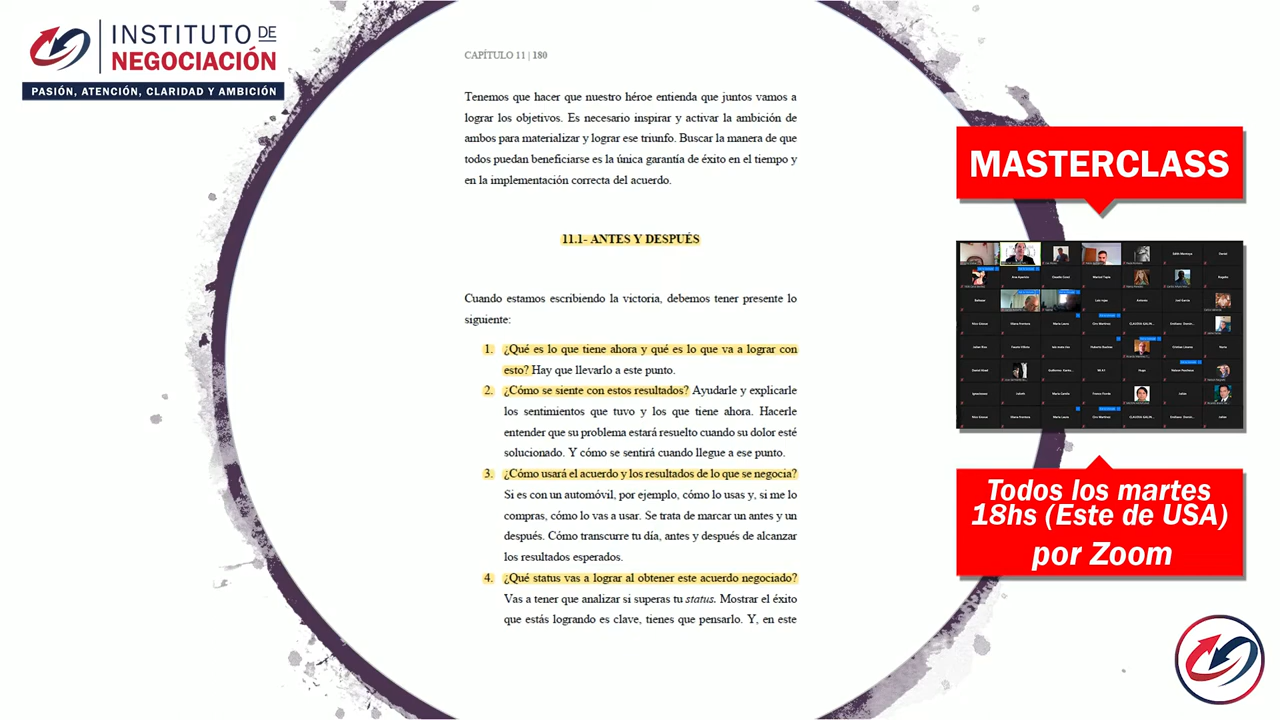 INSTITUTO DE
NEGOCIACIÓN
PASIÓN, ATENCIÓN, CLARIDAD Y AMBICIÓN
CAPÍTULO 11 | 180
Tenemos que hacer que nuestro héroe entienda que juntos vamos a
lograr los objetivos. Es necesario inspirar y activar la ambición de
ambos para materializar y lograr ese triunfo. Buscar la manera de que
todos puedan beneficiarse es la única garantía de éxito en el tiempo y
en la implementación correcta del acuerdo.
11.1- ANTES Y DESPUÉS
Cuando estamos escribiendo la victoria, debemos tener presente lo
siguiente:
1. ¿Qué es lo que tiene ahora y qué es lo que va a lograr con
esto? Hay que llevarlo a este punto.
2. ¿Cómo se siente con estos resultados? Ayudarle y explicarle
los sentimientos que tuvo y los que tiene ahora. Hacerle
entender que su problema estará resuelto cuando su dolor esté
solucionado. Y cómo se sentirá cuando llegue a ese punto.
3. ¿Cómo usará el acuerdo y los resultados de lo que se negocia?
Si es con un automóvil, por ejemplo, cómo lo usas y, si me lo
compras, cómo lo vas a usar. Se trata de marcar un antes y un
después. Cómo transcurre tu día, antes y después de alcanzar
los resultados esperados.
4. ¿Qué status vas a lograr al obtener este acuerdo negociado?
Vas a tener que analizar si superas tu status. Mostrar el éxito
que estás logrando es clave, tienes que pensarlo. Y, en este
MASTERCLASS
Todos los martes
18hs (Este de USA)
por Zoom